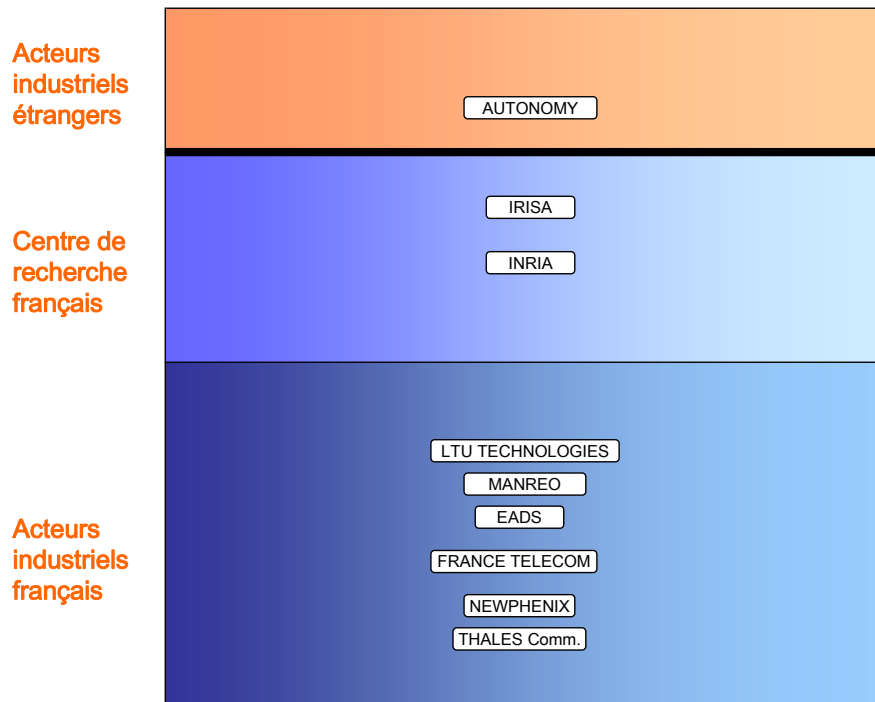 Acteurs
industriels
étrangers
AUTONOMY
Centre de
recherche
français
IRISA
INRIA
Acteurs
industriels
français
LTU TECHNOLOGIES
MANREO
EADS
FRANCE TELECOM
NEWPHENIX
THALES Comm.